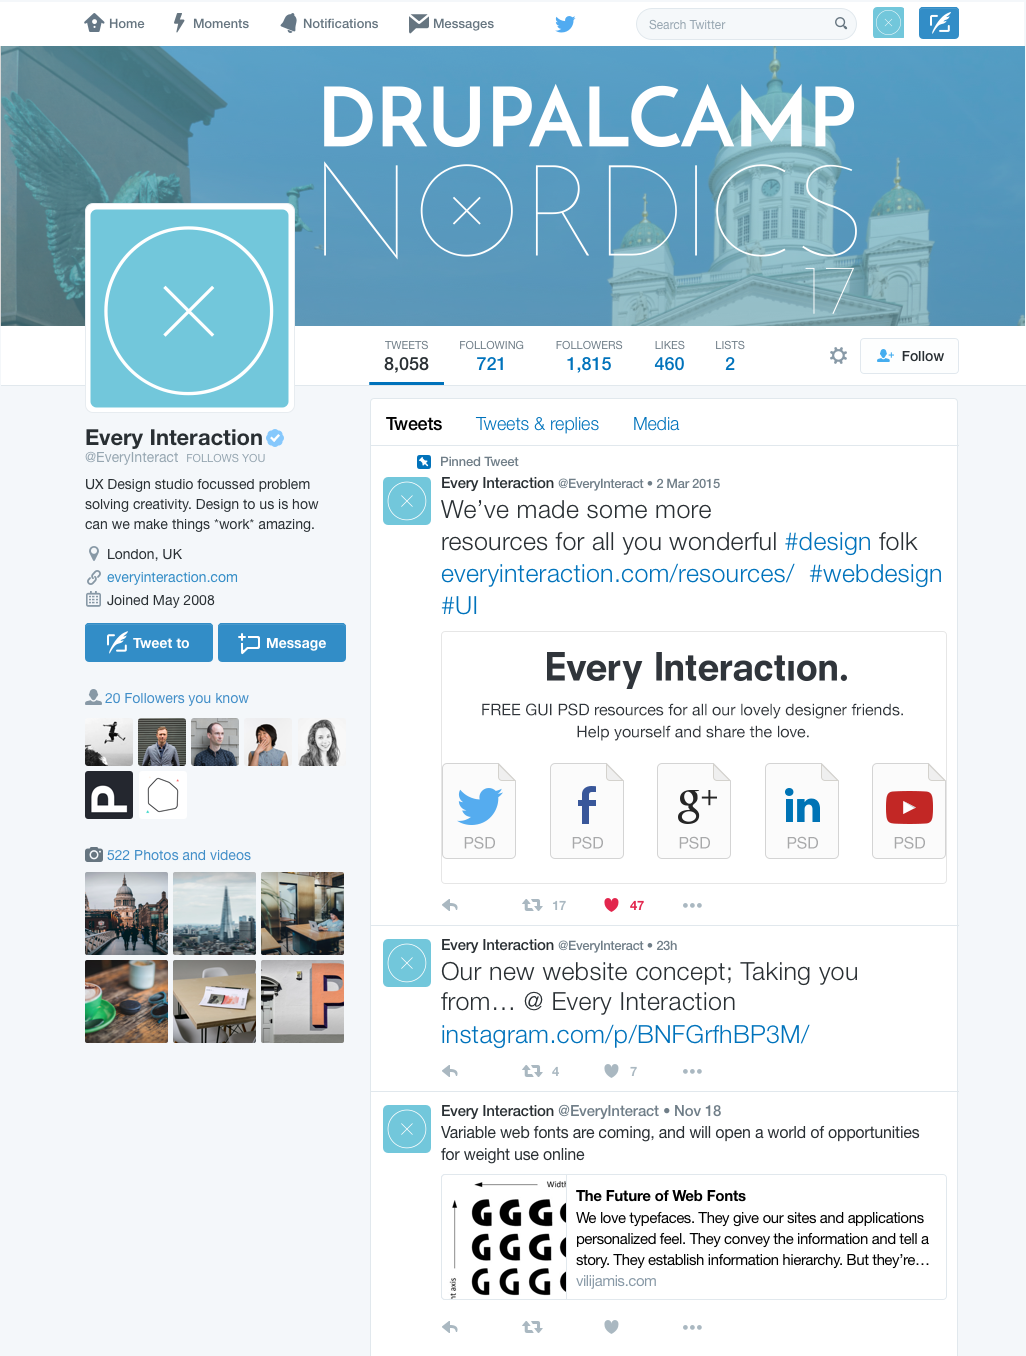 Home
Moments
Notifications
Messages
Search Twitter
DRUPALCAMP
NORDICS
17
TWEETS
8,058
FOLLOWING
721
FOLLOWERS
1,815
LIKES
460
LISTS
2
Follow
Every Interaction
@EveryInteract FOLLOWS YOU
UX Design studio focussed problem
solving creativity. Design to us is how
can we make things *work* amazing.
London, UK
everyinteraction.com
Joined May 2008
Tweet to
Message
20 Followers you know
P
522 Photos and videos
P
Tweets
Tweets & replies
Media
Pinned Tweet
Every Interaction @EveryInteract • 2 Mar 2015
We’ve made some more
resources for all you wonderful #design folk
everyinteraction.com/resources/ #webdesign
#UI
Every Interaction.
FREE GUI PSD resources for all our lovely designer friends.
Help yourself and share the love.
f
g+
in
PSD
PSD
PSD
PSD
PSD
17
47
Every Interaction @EveryInteract • 23h
Our new website concept; Taking you
from… @ Every Interaction
instagram.com/p/BNFGrfhBP3M/
4
7
Every Interaction @EveryInteract • Nov 18
Variable web fonts are coming, and will open a world of opportunities
for weight use online
Width
GGGG
GGGG
GGGG
nt axis
The Future of Web Fonts
We love typefaces. They give our sites and applications
personalized feel. They convey the information and tell a
story. They establish information hierarchy. But they’re…
vilijamis.com